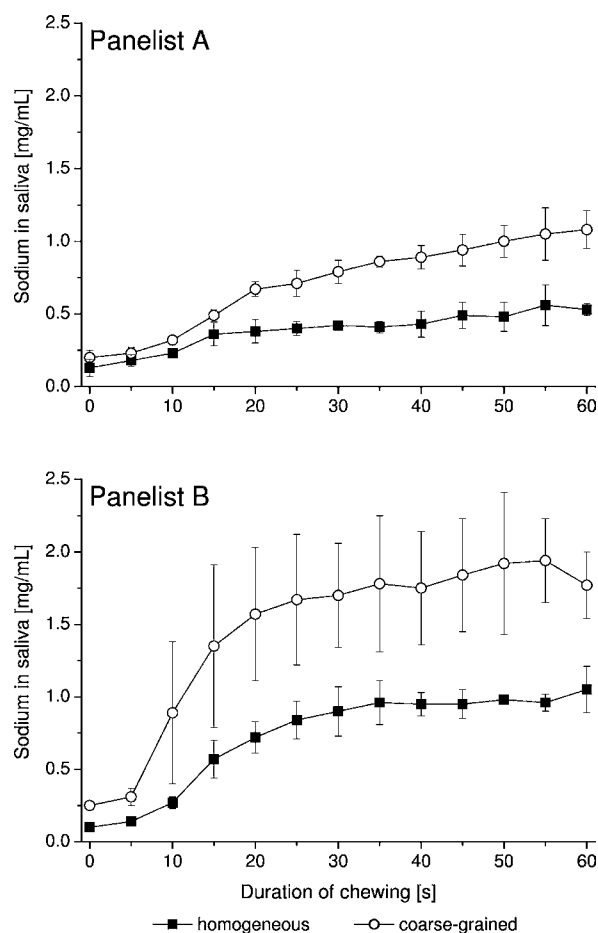 Panelist A
Sodium in saliva [mg/mL]
2.5
2.0
1.5
1.0
0.5
0.0
0 10 20 30 40 50 60
Panelist B
Sodium in saliva [mg/mL]
2.5
2.0
1.5
1.0
0.5
0.0
0 10 20 30 40 50 60
Duration of chewing [s]
homogeneous coarse-grained